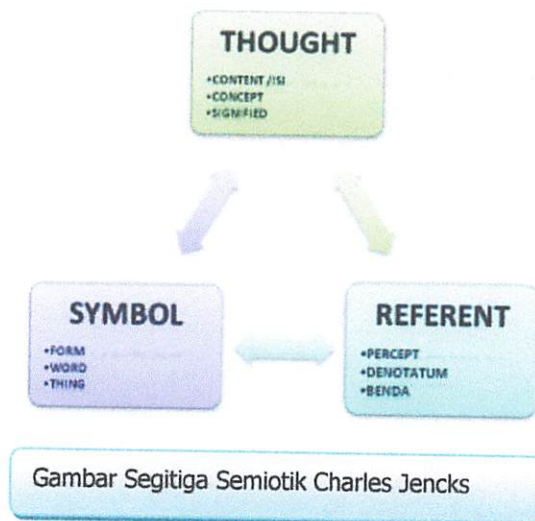 THOUGHT
•CONTENT /ISI
•CONCEPT
•SIGNIFIED
SYMBOL
•FORM
•WORD
•THING
REFERENT
•PERCEPT
•DENOTATUM
•BENDA
Gambar Segitiga Semiotik Charles Jencks